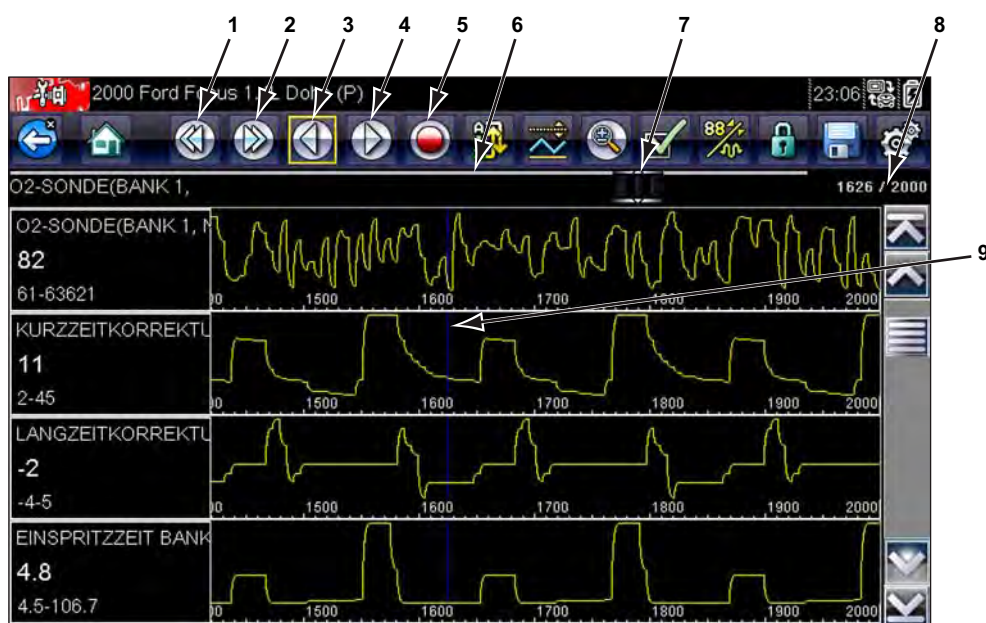 1 2 3 4 5 6 7 8
2000 Ford (P) 23:06
88
O2-SONDE(BANK 1, 1626 / 2000
O2-SONDE(BANK 1, N
82
61-63621
1500 1600 1700 1800 1900 2000
9
KURZZEITKORREKTU
11
2-45
1500 1600 1700 1800 1900 2000
LANGZEITKORREKTU
-2
-4-5
1500 1600 1700 1800 1900 2000
EINSPRITZZEIT BANK
4.8
4.5-106.7
1500 1600 1700 1800 1900 2000